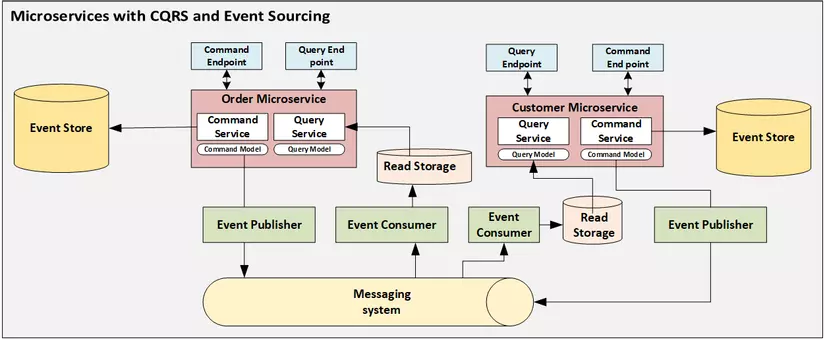 Microservices with CQRS and Event Sourcing
Command
Endpoint
Query End
point
Query
Endpoint
Command
End point
Order Microservice
Customer Microservice
Event Store
Command
Service
Query
Service
Command Model
Query Model
Query
Service
Command
Service
Query Model
Command Model
Event Store
Read Storage
Event Publisher
Event Consumer
Event
Consumer
Read
Storage
Event Publisher
Messaging
system